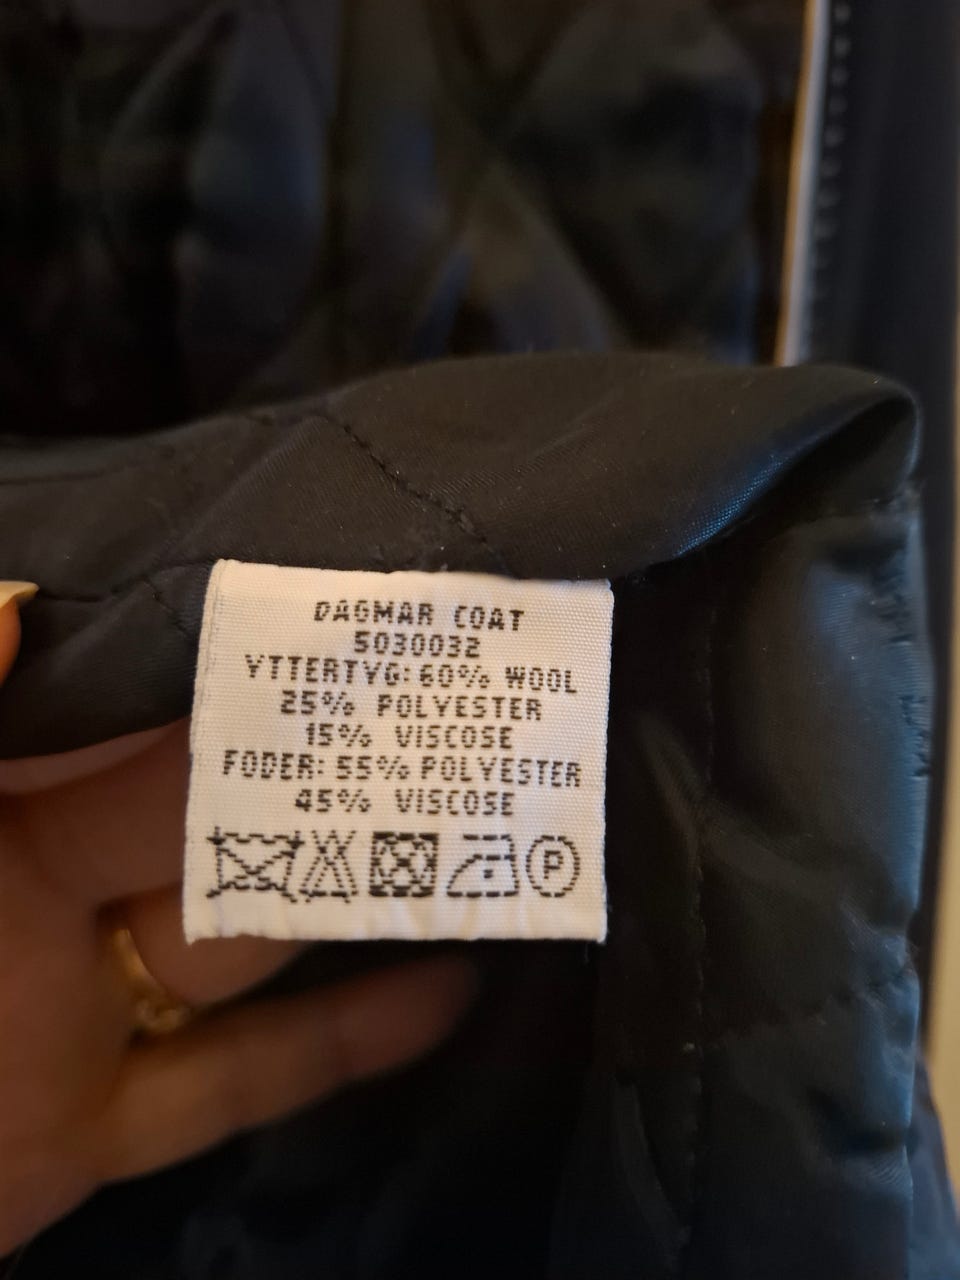 DAGMAR COAT
5030032
YTTERTYG: 60% WOOL
25% POLYESTER
15% VISCOSE
FODER: 55% POLYESTER
45% VISCOSE
P